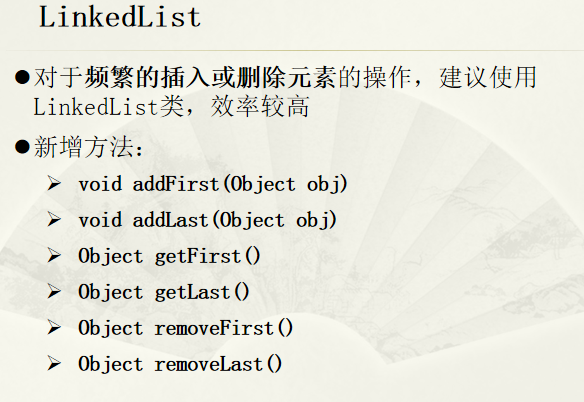 LinkedList
●对于频繁的插入或删除元素的操作，建议使用
LinkedList类，效率较高
●新增方法：
➢ void addFirst(Object obj)
➢ void addLast(Object obj)
➢ Object getFirst()
➢ Object getLast()
➢ Object removeFirst()
➢ Object removeLast()